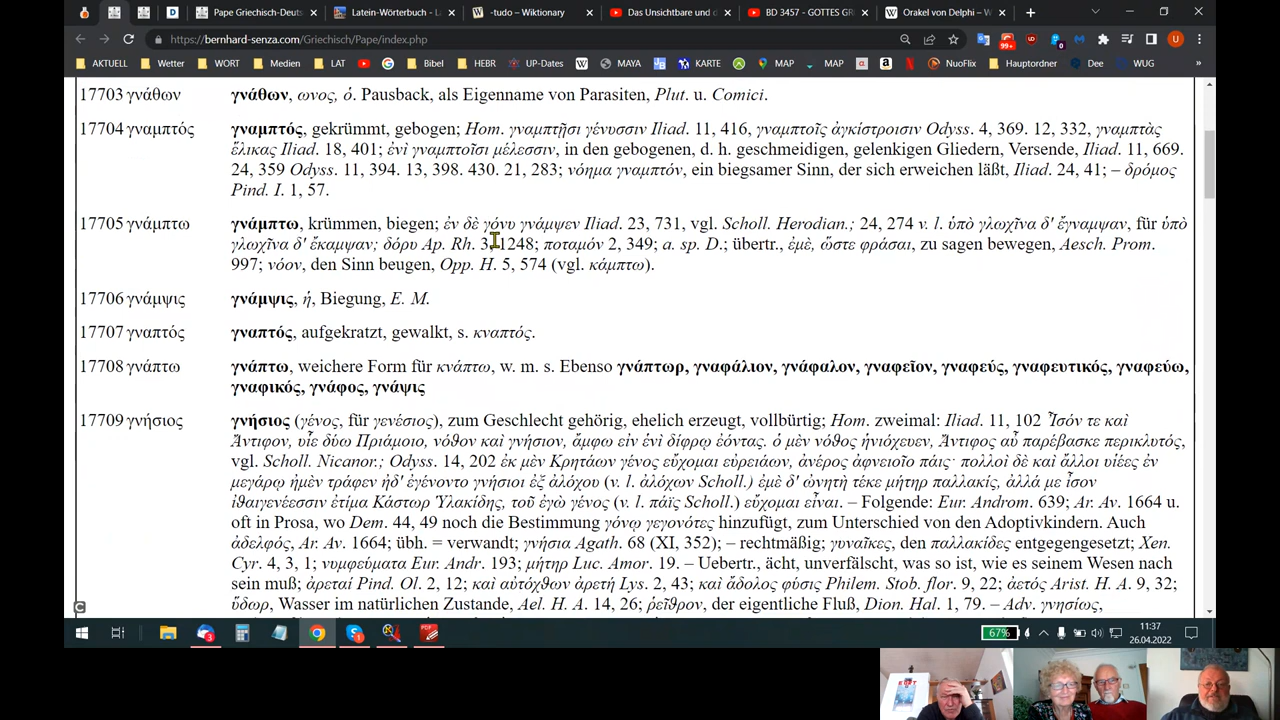 Pape Griechisch-Deuts
Latein-Wörterbuch - La
-tudo – Wiktionary
Das Unsichtbare und d
BD 3457 - GOTTES GR
Orakel von Delphi – W
https://bernhard-senza.com/Griechisch/Pape/index.php
99+
0
U
AKTUELL Wetter WORT Medien LAT Bibel HEBR UP-Dates MAYA KARTE MAP MAP NuoFlix Hauptordner Dee WUG »
17703 γνάθων γνάθων, ωνος, ὁ. Pausback, als Eigenname von Parasiten, Plut. u. Comici.
17704 γναμπτός γναμπτός, gekrümmt, gebogen; Hom. γναμπτῇσι γένυσσιν Iliad. 11, 416, γναμπτοῖς ἀγκίστροισιν Odyss. 4, 369. 12, 332, γναμπτὰς
ἕλικας Iliad. 18, 401; ἐνὶ γναμπτοῖσι μέλεσσιν, in den gebogenen, d. h. geschmeidigen, gelenkigen Gliedern, Versende, Iliad. 11, 669.
24, 359 Odyss. 11, 394. 13, 398. 430. 21, 283; νόημα γναμπτόν, ein biegsamer Sinn, der sich erweichen läßt, Iliad. 24, 41; – δρόμος
Pind. I. 1, 57.
17705 γνάμπτω γνάμπτω, krümmen, biegen; ἐν δὲ γόνυ γνάμψεν Iliad. 23, 731, vgl. Scholl. Herodian.; 24, 274 v. l. ὑπὸ γλωχῖνα δ' ἔγναμψαν, für ὑπὸ
γλωχῖνα δ' ἔκαμψαν; δόρυ Ap. Rh. 3, 1248; ποταμόν 2, 349; a. sp. D.; übertr., ἐμὲ, ὥστε φράσαι, zu sagen bewegen, Aesch. Prom.
997; νόον, den Sinn beugen, Opp. H. 5, 574 (vgl. κάμπτω).
17706 γνάμψις γνάμψις, ἡ, Biegung, E. M.
17707 γναπτός γναπτός, aufgekratzt, gewalkt, s. κναπτός.
17708 γνάπτω γνάπτω, weichere Form für κνάπτω, w. m. s. Ebenso γνάπτωρ, γναφάλιον, γνάφαλον, γναφεῖον, γναφεύς, γναφευτικός, γναφεύω,
γναφικός, γνάφος, γνάψις
17709 γνήσιος γνήσιος (γένος, für γενέσιος), zum Geschlecht gehörig, ehelich erzeugt, vollbürtig; Hom. zweimal: Iliad. 11, 102 Ἶσόν τε καὶ
Ἄντιφον, υἷε δύω Πριάμοιο, νόθον καὶ γνήσιον, ἄμφω εἰν ἑνὶ δίφρῳ ἐόντας. ὁ μὲν νόθος ἡνιόχευεν, Ἄντιφος αὖ παρέβασκε περικλυτός,
vgl. Scholl. Nicanor.; Odyss. 14, 202 ἐκ μὲν Κρητάων γένος εὔχομαι εὐρειάων, ἀνέρος ἀφνειοῖο πάις· πολλοὶ δὲ καὶ ἄλλοι υἱέες ἐν
μεγάρῳ ἠμὲν τράφεν ἠδ' ἐγένοντο γνήσιοι ἐξ ἀλόχου (v. l. ἀλόχων Scholl.) ἐμὲ δ' ὠνητὴ τέκε μήτηρ παλλακίς, ἀλλά με ἶσον
ἰθαιγενέεσσιν ἐτίμα Κάστωρ Ὑλακίδης, τοῦ ἐγὼ γένος (v. l. πάϊς Scholl.) εὔχομαι εἶναι. – Folgende: Eur. Androm. 639; Ar. Av. 1664 u.
oft in Prosa, wo Dem. 44, 49 noch die Bestimmung γόνῳ γεγονότες hinzufügt, zum Unterschied von den Adoptivkindern. Auch
ἀδελφός, Ar. Av. 1664; übh. = verwandt; γνήσια Agath. 68 (XI, 352); – rechtmäßig; γυναῖκες, den παλλακίδες entgegengesetzt; Xen.
Cyr. 4, 3, 1; νυμφεύματα Eur. Andr. 193; μήτηρ Luc. Amor. 19. – Uebertr., ächt, unverfälscht, was so ist, wie es seinem Wesen nach
sein muß; ἀρεταί Pind. Ol. 2, 12; καὶ αὐτόχθων ἀρετή Lys. 2, 43; καὶ ἄδολος φύσις Philem. Stob. flor. 9, 22; ἀετός Arist. H. A. 9, 32;
ὕδωρ, Wasser im natürlichen Zustande, Ael. H. A. 14, 26; ῥεῖθρον, der eigentliche Fluß, Dion. Hal. 1, 79. – Adv. γνησίως,
67%
11:37
26.04.2022